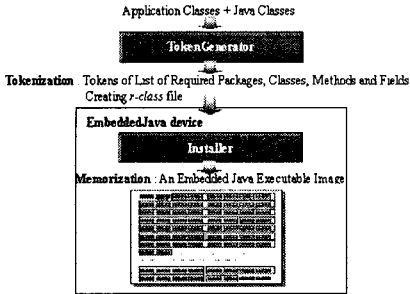 Application Classes + Java Classes
TokenGenerator
Tokenization : Tokens of List of Required Packages, Classes, Methods and Fields
Creating r-class file
EmbeddedJava device
Installer
Memorization : An Embedded Java Executable Image